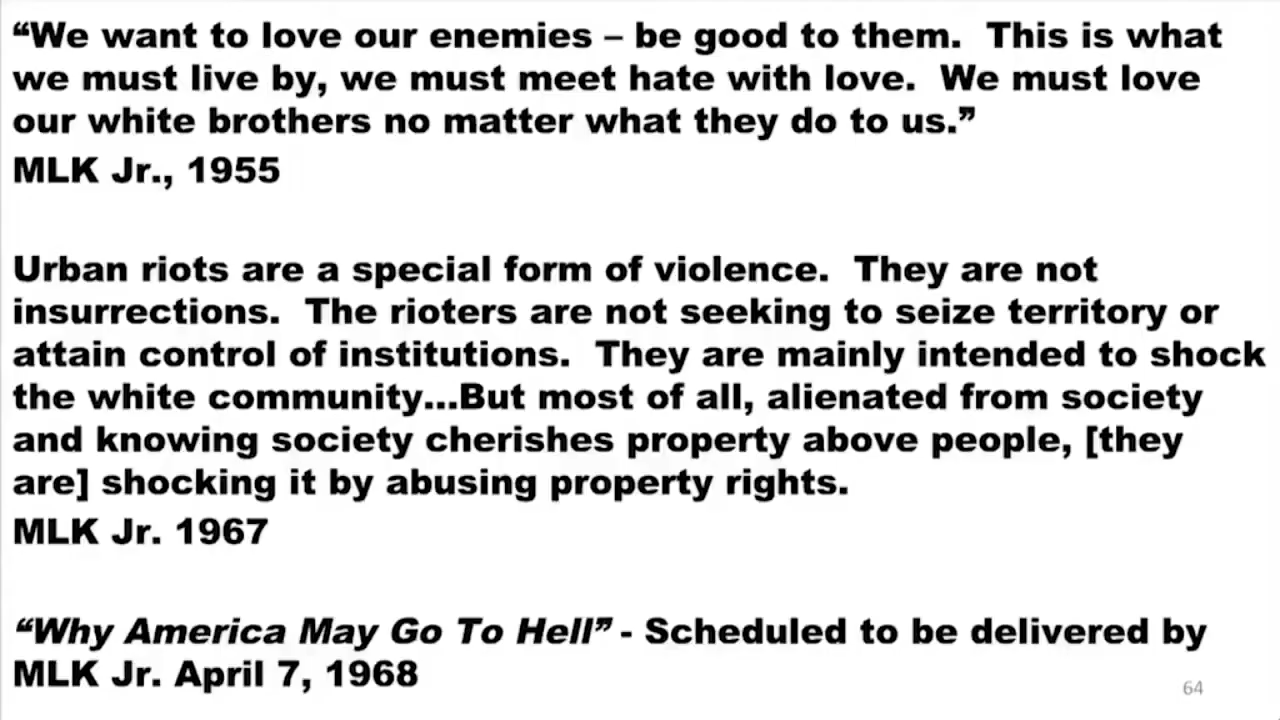 “We want to love our enemies – be good to them.  This is what
we must live by, we must meet hate with love.  We must love
our white brothers no matter what they do to us.”
MLK Jr., 1955
Urban riots are a special form of violence.  They are not
insurrections.  The rioters are not seeking to seize territory or
attain control of institutions.  They are mainly intended to shock
the white community...But most of all, alienated from society
and knowing society cherishes property above people, [they
are] shocking it by abusing property rights.
MLK Jr. 1967
“Why America May Go To Hell” - Scheduled to be delivered by
MLK Jr. April 7, 1968
64